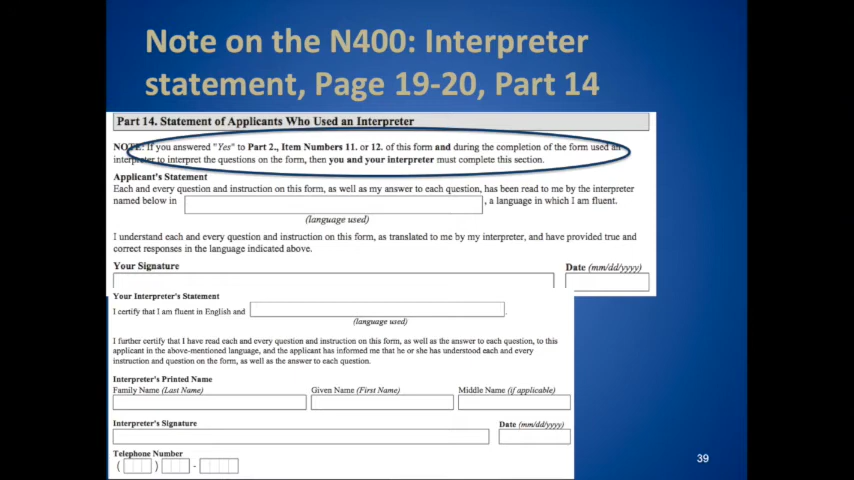 Note on the N400: Interpreter
statement, Page 19-20, Part 14
Part 14. Statement of Applicants Who Used an Interpreter
NOTE: If you answered "Yes" to Part 2., Item Numbers 11. or 12. of this form and during the completion of the form used an
interpreter to interpret the questions on the form, then you and your interpreter must complete this section.
Applicant's Statement
Each and every question and instruction on this form, as well as my answer to each question, has been read to me by the interpreter
named below in , a language in which I am fluent.
(language used)
I understand each and every question and instruction on this form, as translated to me by my interpreter, and have provided true and
correct responses in the language indicated above.
Your Signature Date (mm/dd/yyyy)
Your Interpreter's Statement
I certify that I am fluent in English and .
(language used)
I further certify that I have read each and every question and instruction on this form, as well as the answer to each question, to this
applicant in the above-mentioned language, and the applicant has informed me that he or she has understood each and every
instruction and question on the form, as well as the answer to each question.
Interpreter's Printed Name
Family Name (Last Name) Given Name (First Name) Middle Name (if applicable)
Interpreter's Signature Date (mm/dd/yyyy)
Telephone Number
( ) -
39